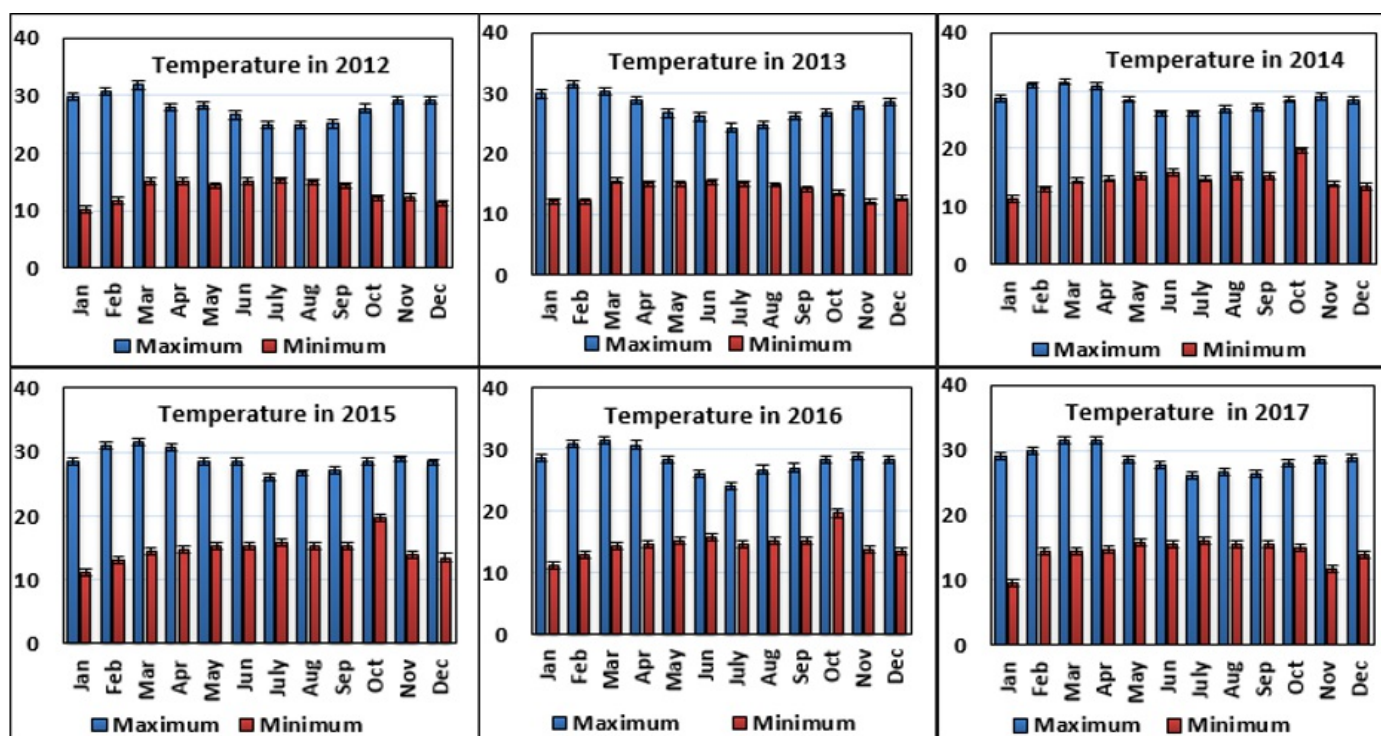 Temperature in 2012
40
30
20
10
0
Jan Feb Mar Apr May Jun July Aug Sep Oct Nov Dec
Maximum Minimum
Temperature in 2013
40
30
20
10
0
Jan Feb Mar Apr May Jun July Aug Sep Oct Nov Dec
Maximum Minimum
Temperature in 2014
40
30
20
10
0
Jan Feb Mar Apr May Jun July Aug Sep Oct Nov Dec
Maximum Minimum
Temperature in 2015
40
30
20
10
0
Jan Feb Mar Apr May Jun July Aug Sep Oct Nov Dec
Maximum Minimum
Temperature in 2016
40
30
20
10
0
Jan Feb Mar Apr May Jun July Aug Sep Oct Nov Dec
Maximum Minimum
Temperature in 2017
40
30
20
10
0
Jan Feb Mar Apr May Jun July Aug Sep Oct Nov Dec
Maximum Minimum